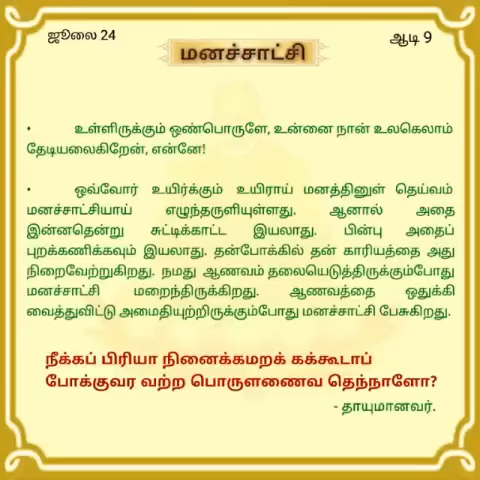 ஜூலை 24
ஆடி 9
மனச்சாட்சி
• உள்ளிருக்கும் ஒண்பொருளே, உன்னை நான் உலகெலாம்
தேடியலைகிறேன், என்னே!
• ஒவ்வோர் உயிர்க்கும் உயிராய் மனத்தினுள் தெய்வம்
மனச்சாட்சியாய் எழுந்தருளியுள்ளது. ஆனால் அதை
இன்னதென்று சுட்டிக்காட்ட இயலாது. பின்பு அதைப்
புறக்கணிக்கவும் இயலாது. தன்போக்கில் தன் காரியத்தை அது
நிறைவேற்றுகிறது. நமது ஆணவம் தலையெடுத்திருக்கும்போது
மனச்சாட்சி மறைந்திருக்கிறது. ஆணவத்தை ஒதுக்கி
வைத்துவிட்டு அமைதியுற்றிருக்கும்போது மனச்சாட்சி பேசுகிறது.
நீக்கப் பிரியா நினைக்கமறக் கக்கூடாப்
போக்குவர வற்ற பொருளணைவ தெந்நாளோ?
- தாயுமானவர்.